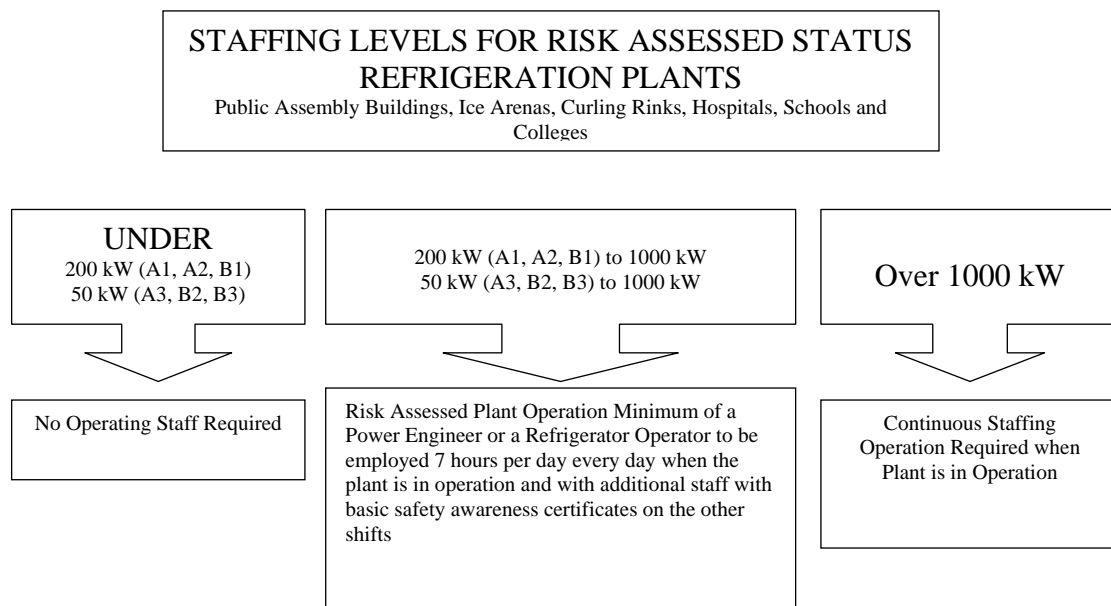 STAFFING LEVELS FOR RISK ASSESSED STATUS
REFRIGERATION PLANTS
Public Assembly Buildings, Ice Arenas, Curling Rinks, Hospitals, Schools and
Colleges
UNDER
200 kW (A1, A2, B1)
50 kW (A3, B2, B3)
200 kW (A1, A2, B1) to 1000 kW
50 kW (A3, B2, B3) to 1000 kW
Over 1000 kW
No Operating Staff Required
Risk Assessed Plant Operation Minimum of a
Power Engineer or a Refrigerator Operator to be
employed 7 hours per day every day when the
plant is in operation and with additional staff with
basic safety awareness certificates on the other
shifts
Continuous Staffing
Operation Required when
Plant is in Operation